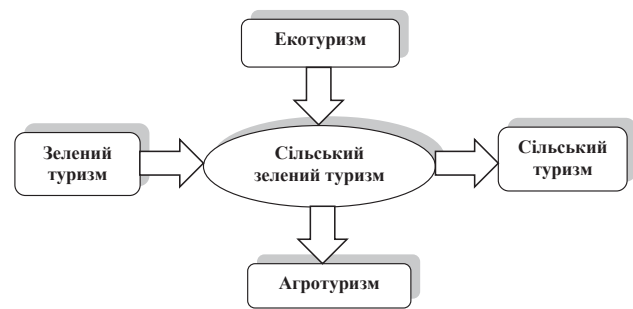 Екотуризм
Зелений
туризм
Сільський
зелений туризм
Сільський
туризм
Агротуризм